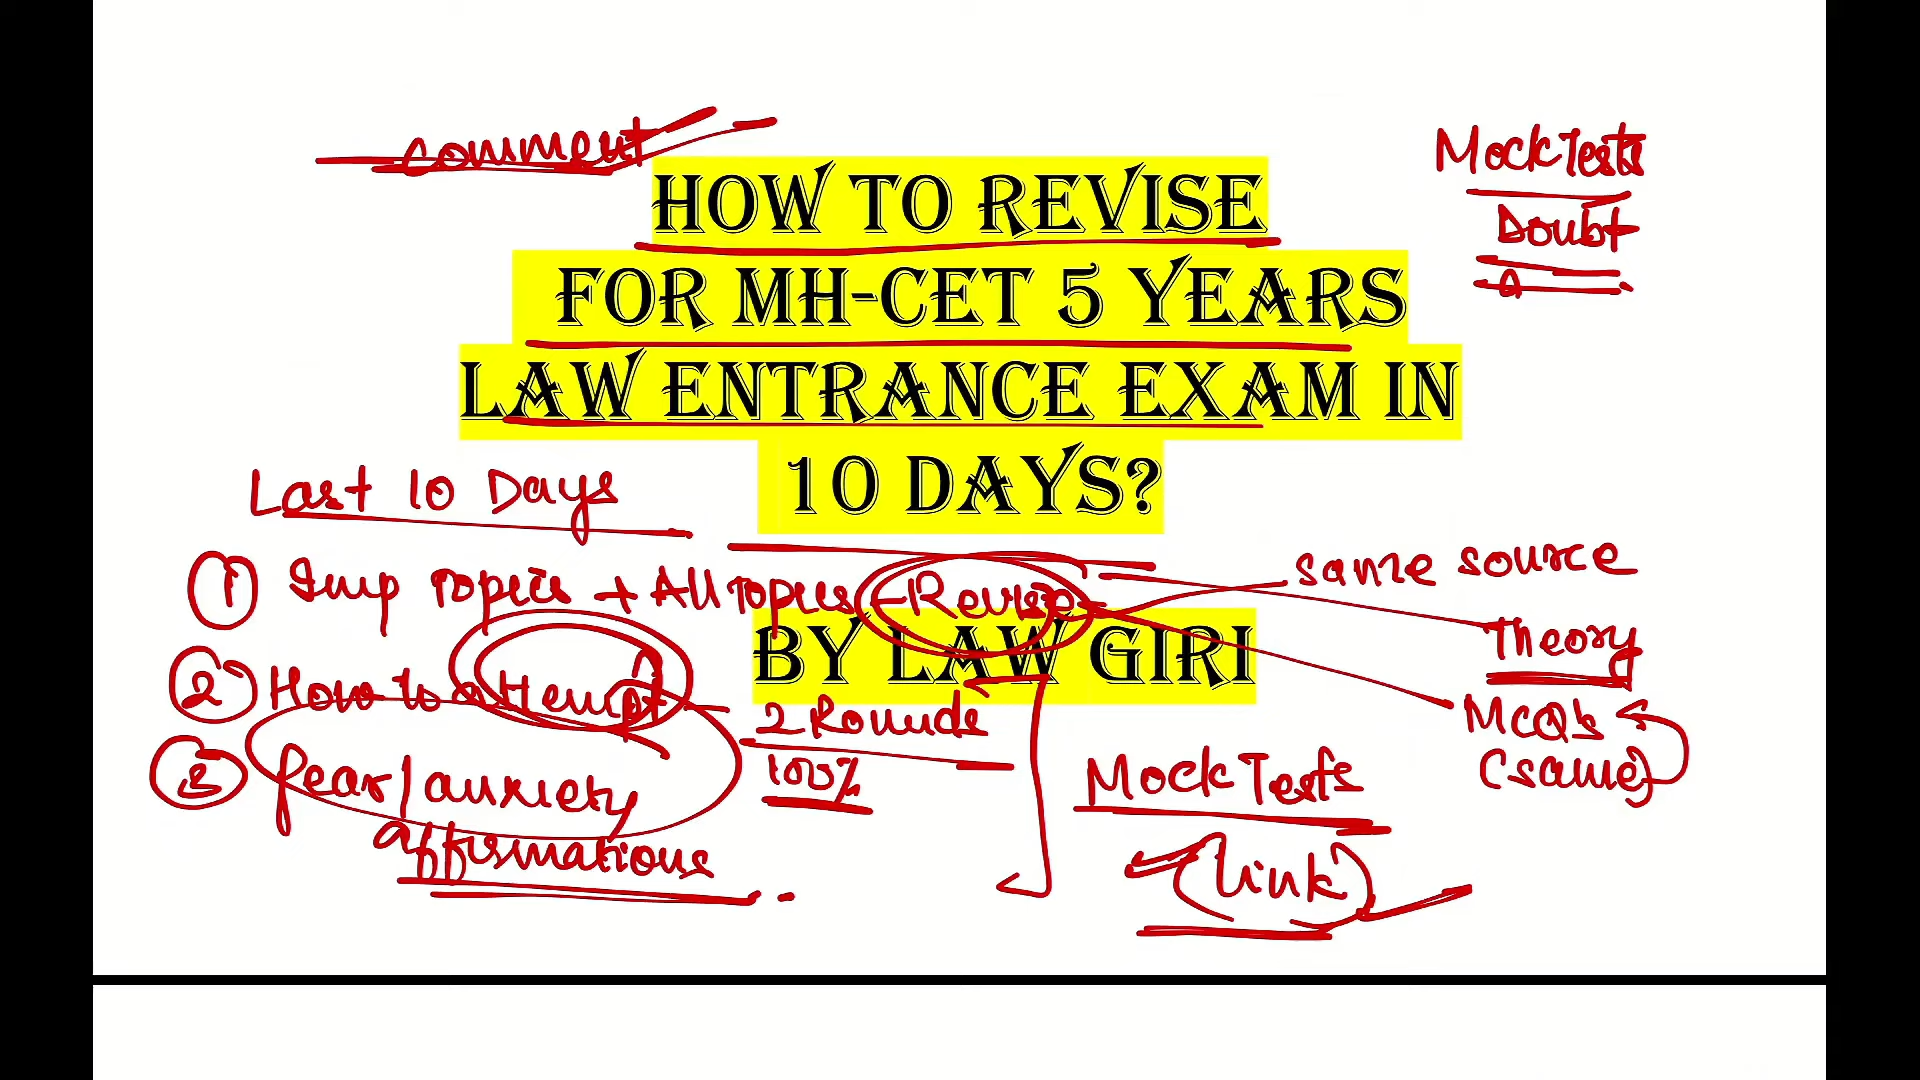 comment
Mock Tests
Doubt
HOW TO REVISE
FOR MH-CET 5 YEARS
LAW ENTRANCE EXAM IN
10 DAYS?
BY LAW GIRI
Last 10 Days
① Imp Topics + All Topics - Revise
same source
Theory
MCQs
(same)
② How to attempt
2 Rounds
100%
③ fear/anxiety
affirmations
Mock Tests
(link)